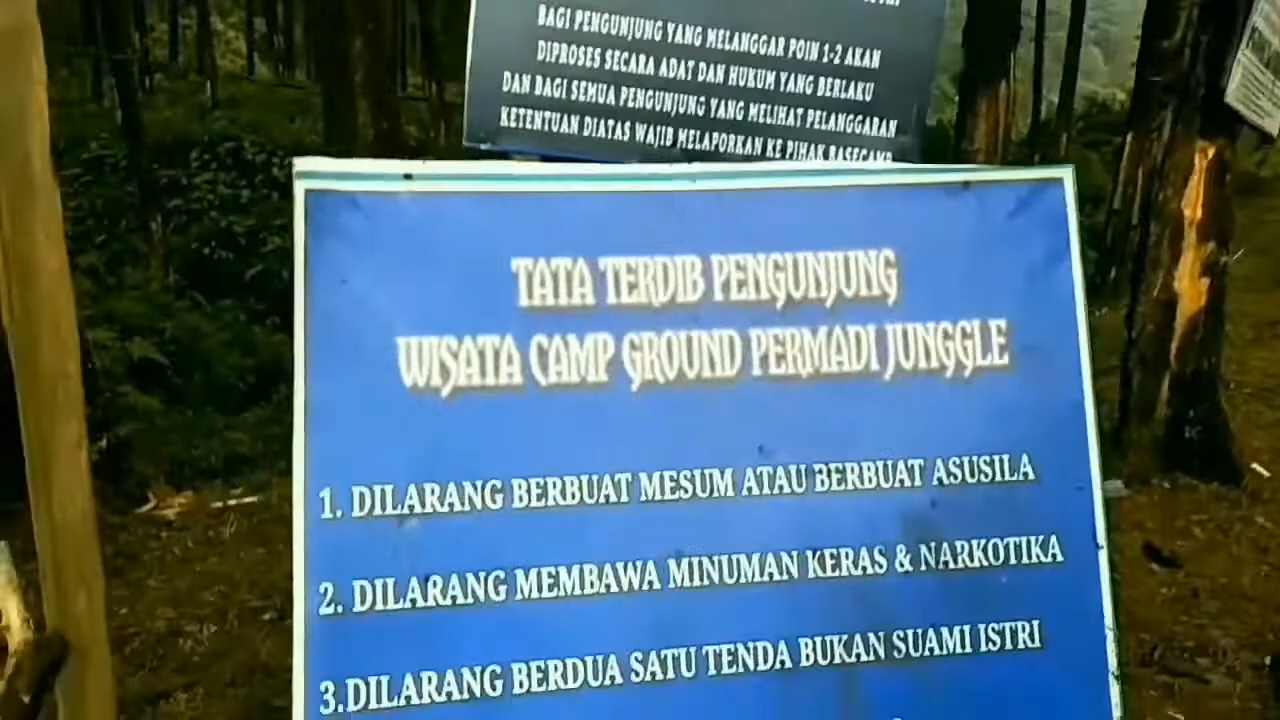 BAGI PENGUNJUNG YANG MELANGGAR POIN 1-2 AKAN
DIPROSES SECARA ADAT DAN HUKUM YANG BERLAKU
DAN BAGI SEMUA PENGUNJUNG YANG MELIHAT PELANGGARAN
KETENTUAN DIATAS WAJIB MELAPORKAN KE PIHAK BASECAMP
TATA TERDIB PENGUNJUNG
WISATA CAMP GROUND PERMADI JUNGGLE
1. DILARANG BERBUAT MESUM ATAU BERBUAT ASUSILA
2. DILARANG MEMBAWA MINUMAN KERAS & NARKOTIKA
3.DILARANG BERDUA SATU TENDA BUKAN SUAMI ISTRI